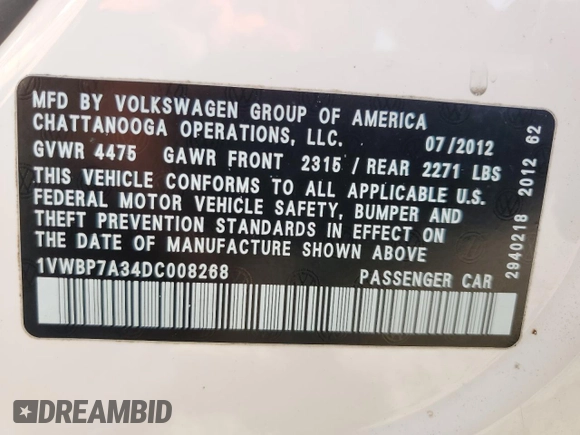 MFD BY VOLKSWAGEN GROUP OF AMERICA
CHATTANOOGA OPERATIONS, LLC. 07/2012
GVWR 4475 GAWR FRONT 2315 / REAR 2271 LBS
THIS VEHICLE CONFORMS TO ALL APPLICABLE U.S.
FEDERAL MOTOR VEHICLE SAFETY, BUMPER AND
THEFT PREVENTION STANDARDS IN EFFECT ON
THE DATE OF MANUFACTURE SHOWN ABOVE
1VWBP7A34DC008268 PASSENGER CAR
2940218 2012 62
DREAMBID